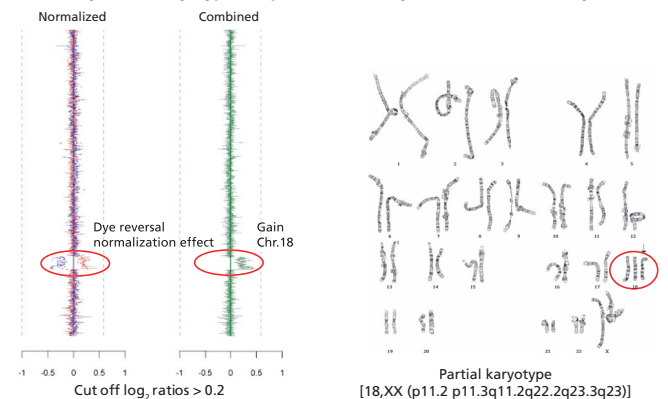 Normalized
Combined
Dye reversal
normalization effect
Gain
Chr.18
-1 -0.5 0 0.5 1
-1 -0.5 0 0.5 1
Cut off log₂ ratios > 0.2
1 2 3 4 5
6 7 8 9 10 11 12
13 14 15 16 17 18
19 20 21 22 X
Partial karyotype
[18,XX (p11.2 p11.3q11.2q22.2q23.3q23)]